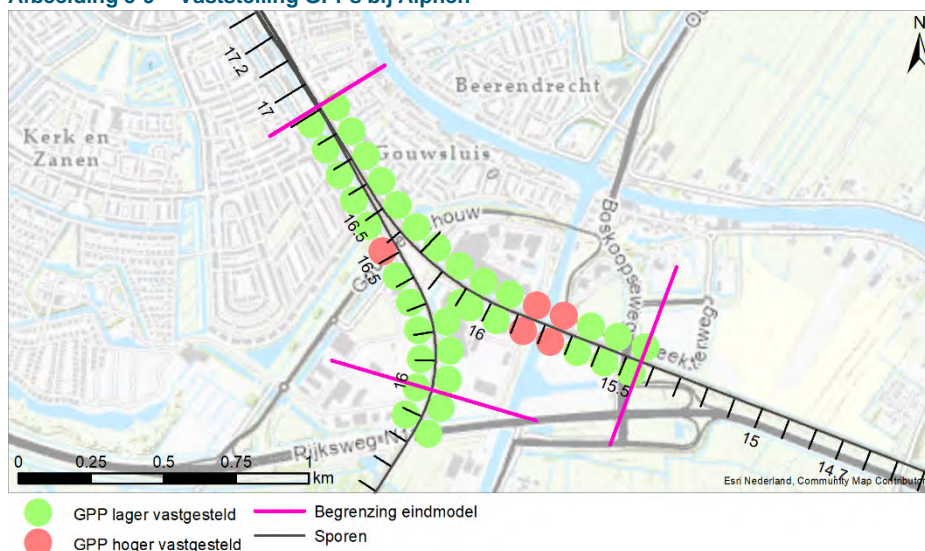 N
17.2
17
Beerendrecht
Kerk en
Zanen
Gouwsluis
houw
16.5
16.5
Boskoopseweg
16
15.5
16
15
14.7
Rijksweg N
0 0.25 0.5 0.75 1
km
Esri Nederland, Community Map Contributor
GPP lager vastgesteld
Begrenzing eindmodel
GPP hoger vastgesteld
Sporen